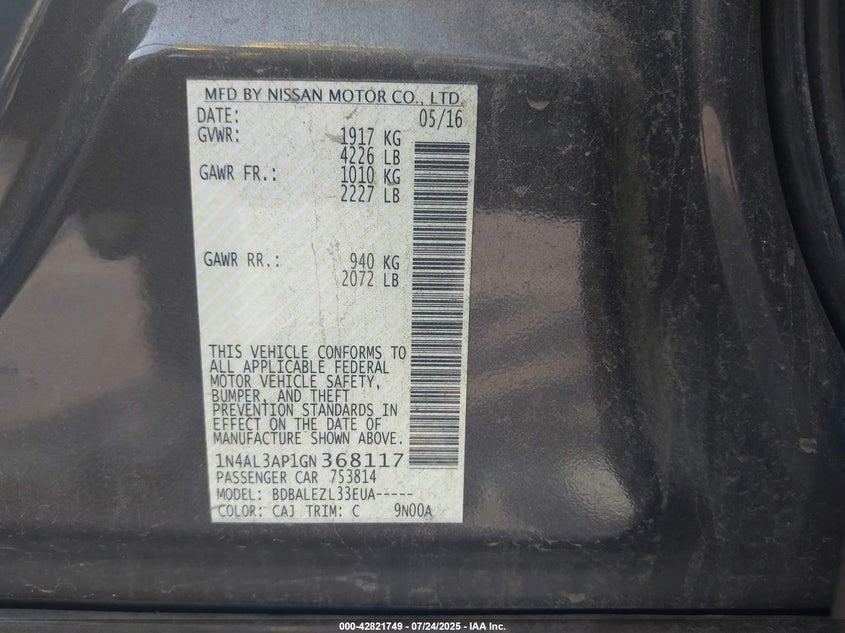 MFD BY NISSAN MOTOR CO., LTD.
DATE: 05/16
GVWR: 1917 KG
4226 LB
GAWR FR.: 1010 KG
2227 LB
GAWR RR.: 940 KG
2072 LB
THIS VEHICLE CONFORMS TO
ALL APPLICABLE FEDERAL
MOTOR VEHICLE SAFETY,
BUMPER, AND THEFT
PREVENTION STANDARDS IN
EFFECT ON THE DATE OF
MANUFACTURE SHOWN ABOVE.
1N4AL3AP1GN368117
PASSENGER CAR 753814
MODEL: BDBALEZL33EUA-----
COLOR: CAJ TRIM: C 9N00A
000-42821749 - 07/24/2025 - IAA Inc.